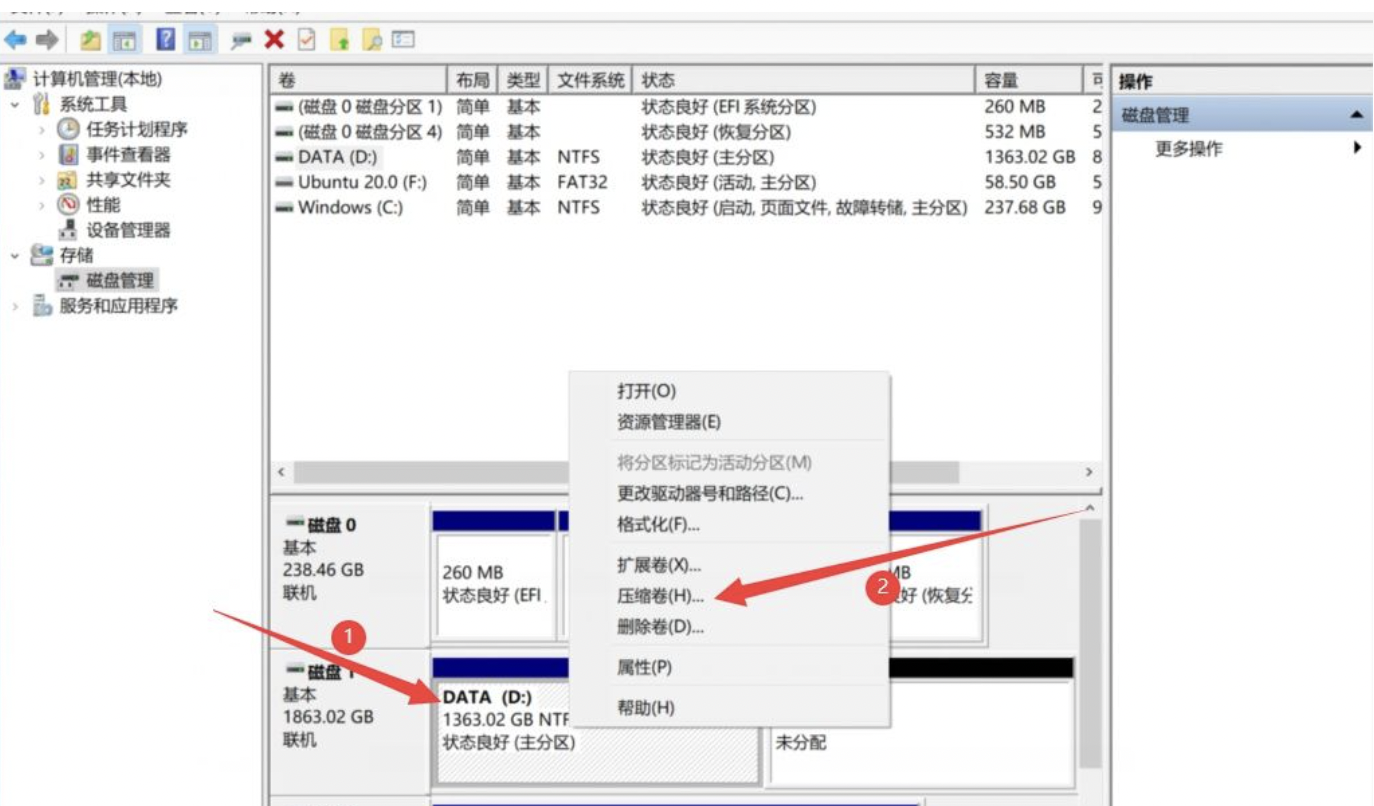 计算机管理(本地)
系统工具
任务计划程序
事件查看器
共享文件夹
性能
设备管理器
存储
磁盘管理
服务和应用程序
卷 布局 类型 文件系统 状态 容量
(磁盘 0 磁盘分区 1) 简单 基本 状态良好 (EFI 系统分区) 260 MB 2
(磁盘 0 磁盘分区 4) 简单 基本 状态良好 (恢复分区) 532 MB 5
DATA (D:) 简单 基本 NTFS 状态良好 (主分区) 1363.02 GB 8
Ubuntu 20.0 (F:) 简单 基本 FAT32 状态良好 (活动, 主分区) 58.50 GB 5
Windows (C:) 简单 基本 NTFS 状态良好 (启动, 页面文件, 故障转储, 主分区) 237.68 GB 9
操作
磁盘管理
更多操作
打开(O)
资源管理器(E)
将分区标记为活动分区(M)
更改驱动器号和路径(C)...
格式化(F)...
扩展卷(X)...
压缩卷(H)...
删除卷(D)...
属性(P)
帮助(H)
2
磁盘 0
基本
238.46 GB
联机
260 MB
状态良好 (EFI
MB
好 (恢复分
1
磁盘 1
基本
1863.02 GB
联机
DATA (D:)
1363.02 GB NTF
状态良好 (主分区)
未分配